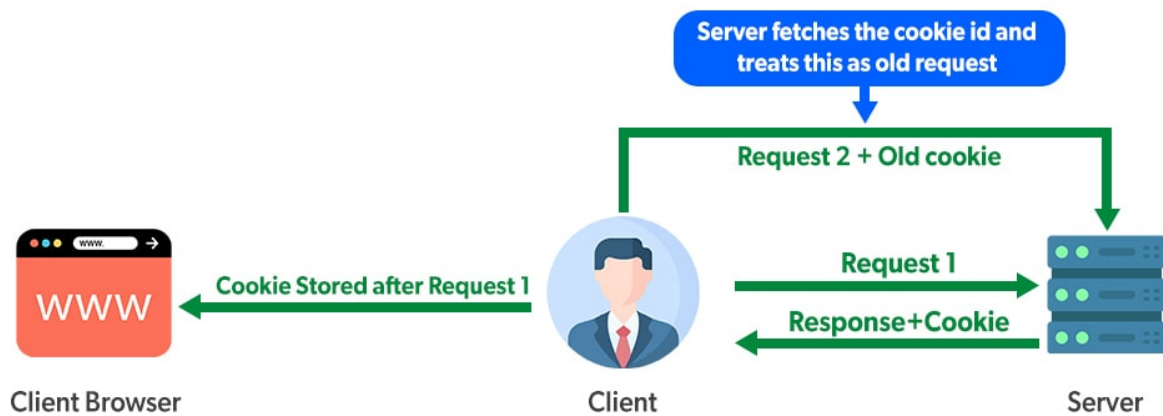 Server fetches the cookie id and
treats this as old request
Request 2 + Old cookie
www.
WWW
Cookie Stored after Request 1
Request 1
Response+Cookie
Client Browser
Client
Server